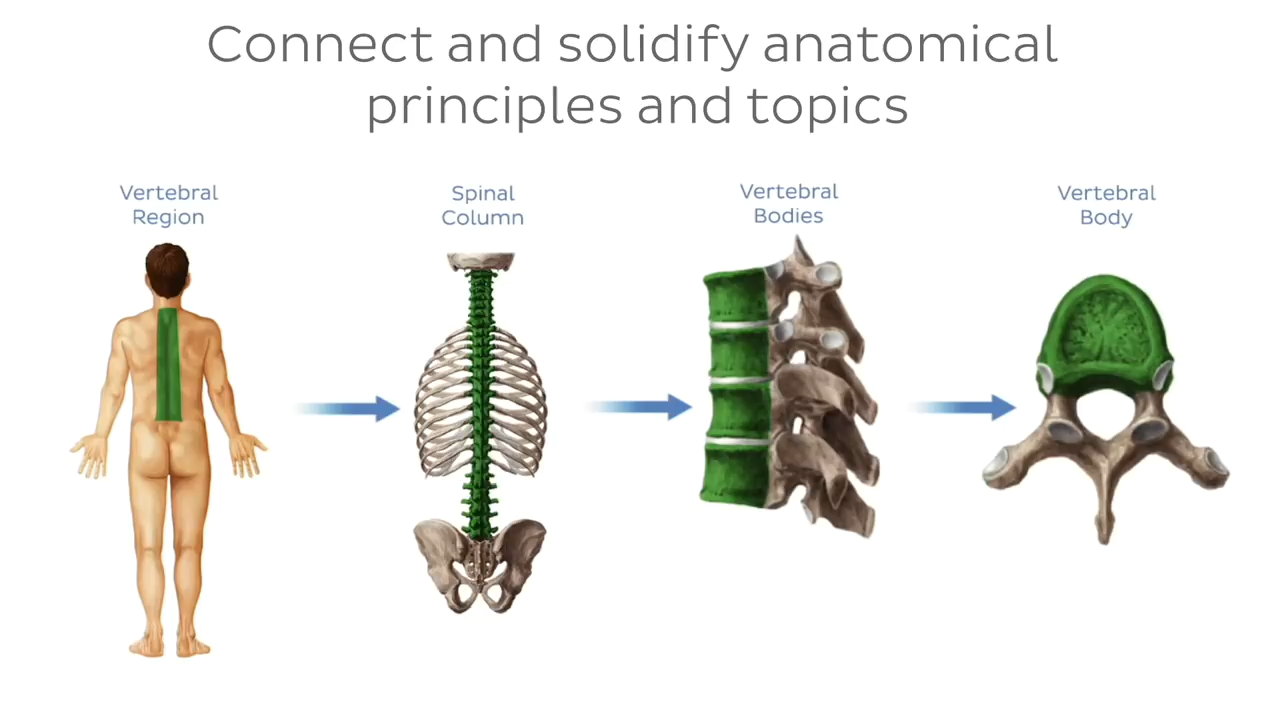 Connect and solidify anatomical
principles and topics
Vertebral
Region
Spinal
Column
Vertebral
Bodies
Vertebral
Body